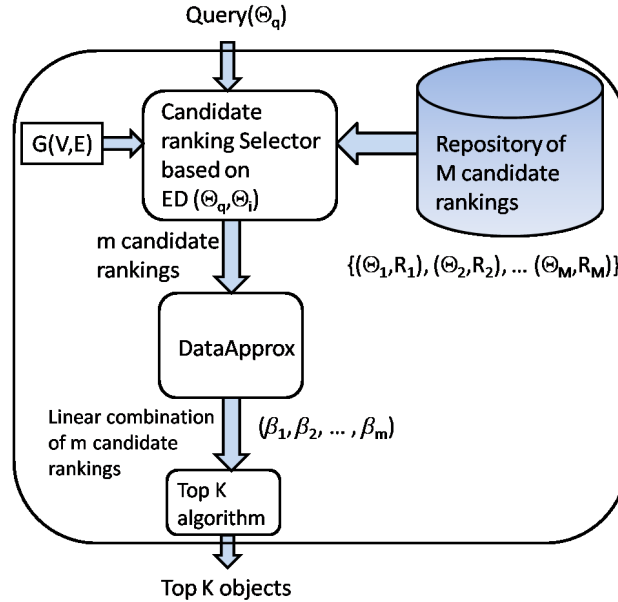 Query(Θq)
G(V,E)
Candidate
ranking Selector
based on
ED (Θq,Θi)
Repository of
M candidate
rankings
{(Θ1,R1), (Θ2,R2), ... (ΘM,RM)}
m candidate
rankings
DataApprox
Linear combination
of m candidate
rankings
(β1, β2, ... , βm)
Top K
algorithm
Top K objects